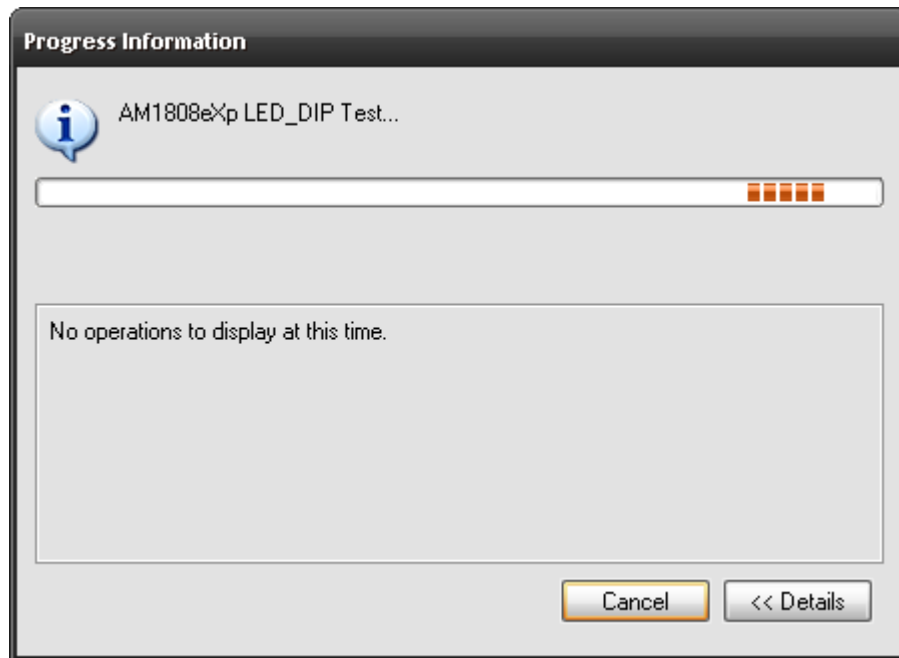 Progress Information
AM1808eXp LED_DIP Test...
No operations to display at this time.
Cancel
<< Details